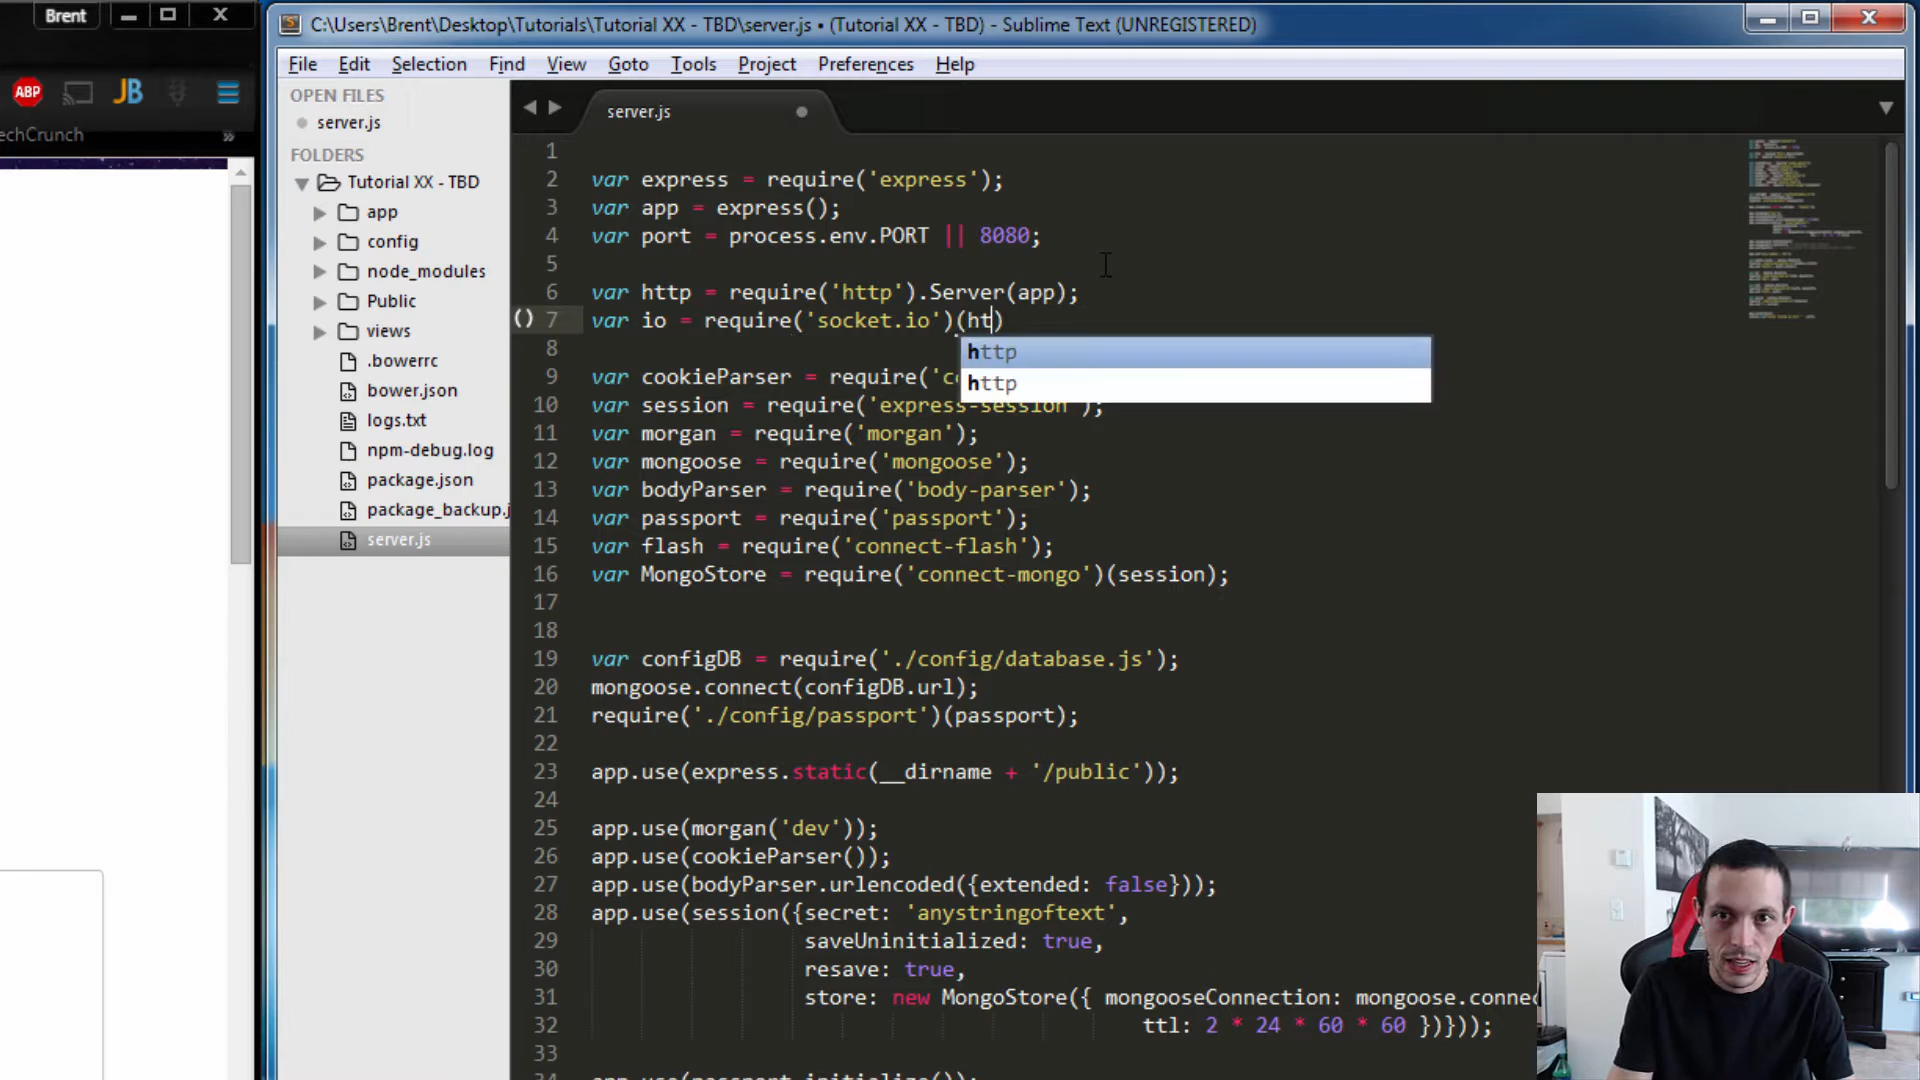 Brent
C:\Users\Brent\Desktop\Tutorials\Tutorial XX - TBD\server.js • (Tutorial XX - TBD) - Sublime Text (UNREGISTERED)
File Edit Selection Find View Goto Tools Project Preferences Help
ABP JB
echCrunch »
OPEN FILES
server.js
FOLDERS
Tutorial XX - TBD
app
config
node_modules
Public
views
.bowerrc
bower.json
logs.txt
npm-debug.log
package.json
package_backup.j
server.js
server.js
1
2 var express = require('express');
3 var app = express();
4 var port = process.env.PORT || 8080;
5
6 var http = require('http').Server(app);
() 7 var io = require('socket.io')(ht)
http
http
8
9 var cookieParser = require('c
10 var session = require('express-session');
11 var morgan = require('morgan');
12 var mongoose = require('mongoose');
13 var bodyParser = require('body-parser');
14 var passport = require('passport');
15 var flash = require('connect-flash');
16 var MongoStore = require('connect-mongo')(session);
17
18
19 var configDB = require('./config/database.js');
20 mongoose.connect(configDB.url);
21 require('./config/passport')(passport);
22
23 app.use(express.static(__dirname + '/public'));
24
25 app.use(morgan('dev'));
26 app.use(cookieParser());
27 app.use(bodyParser.urlencoded({extended: false}));
28 app.use(session({secret: 'anystringoftext',
29 saveUninitialized: true,
30 resave: true,
31 store: new MongoStore({ mongooseConnection: mongoose.connec
32 ttl: 2 * 24 * 60 * 60 })}));
33
34 app.use(passport.initialize());